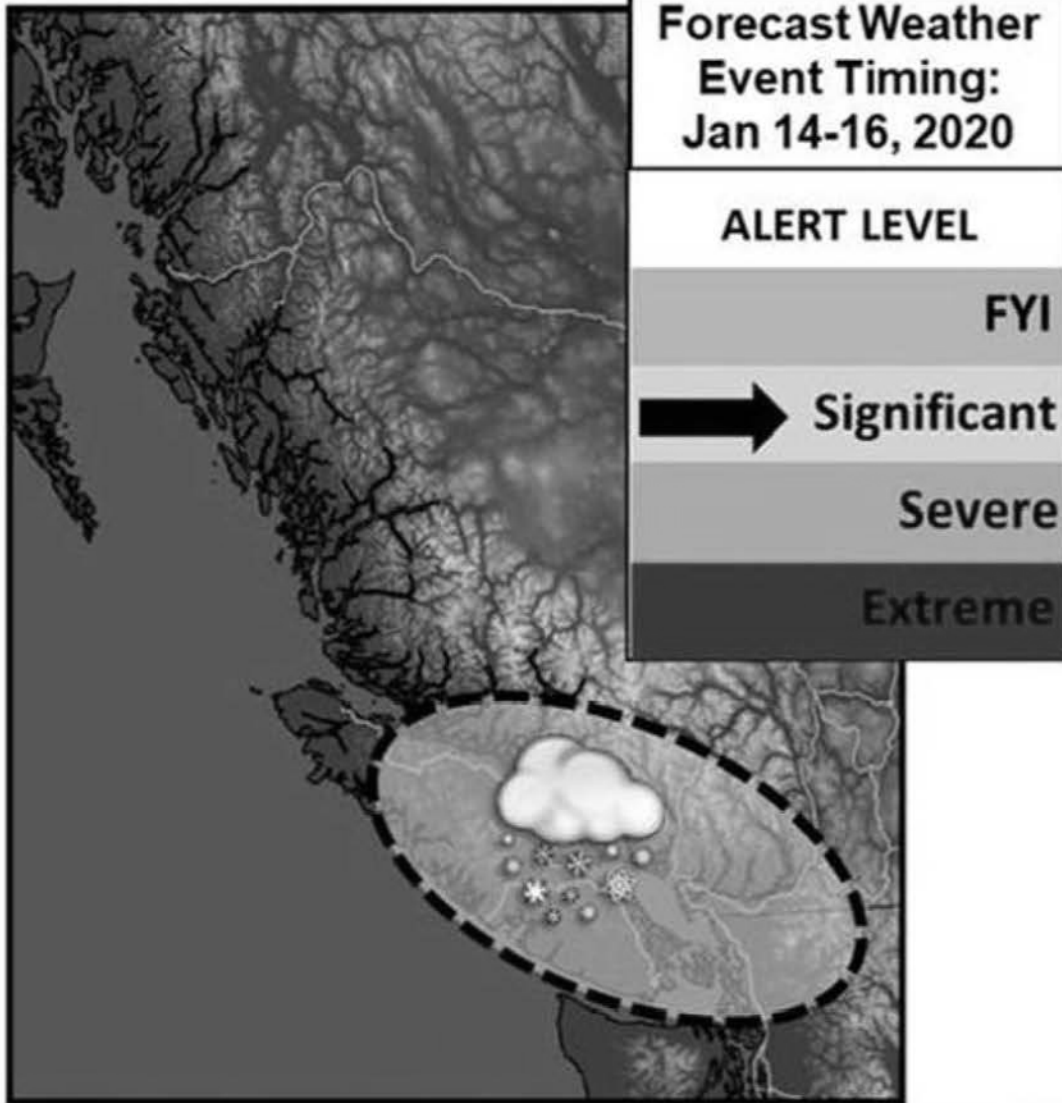 Forecast Weather
Event Timing:
Jan 14-16, 2020
ALERT LEVEL
FYI
Significant
Severe
Extreme